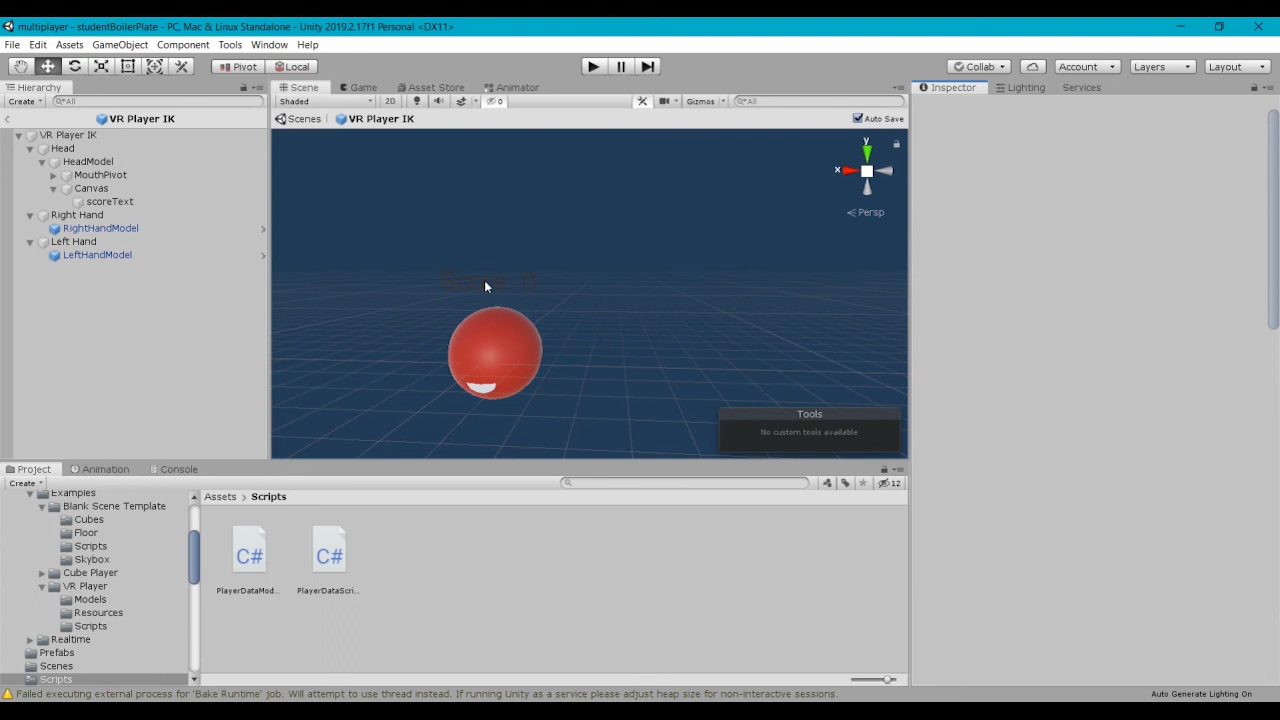 multiplayer - studentBoilerPlate - PC, Mac & Linux Standalone - Unity 2019.2.17f1 Personal <DX11>
File Edit Assets GameObject Component Tools Window Help
Pivot Local Collab Account Layers Layout
Hierarchy Scene Game Asset Store Animator Inspector Lighting Services
Create All Shaded 2D 0 Gizmos All
VR Player IK Scenes VR Player IK Auto Save
VR Player IK
Head
HeadModel
MouthPivot
Canvas
scoreText
Right Hand
RightHandModel
Left Hand
LeftHandModel
y
x
Persp
Tools
No custom tools available
Project Animation Console
Create 12
Examples
Blank Scene Template
Cubes
Floor
Scripts
Skybox
Cube Player
VR Player
Models
Resources
Scripts
Realtime
Prefabs
Scenes
Scripts
Assets > Scripts
C# C#
PlayerDataMod... PlayerDataScri...
Failed executing external process for 'Bake Runtime' job. Will attempt to use thread instead. If running Unity as a service please adjust heap size for non-interactive sessions.
Auto Generate Lighting On